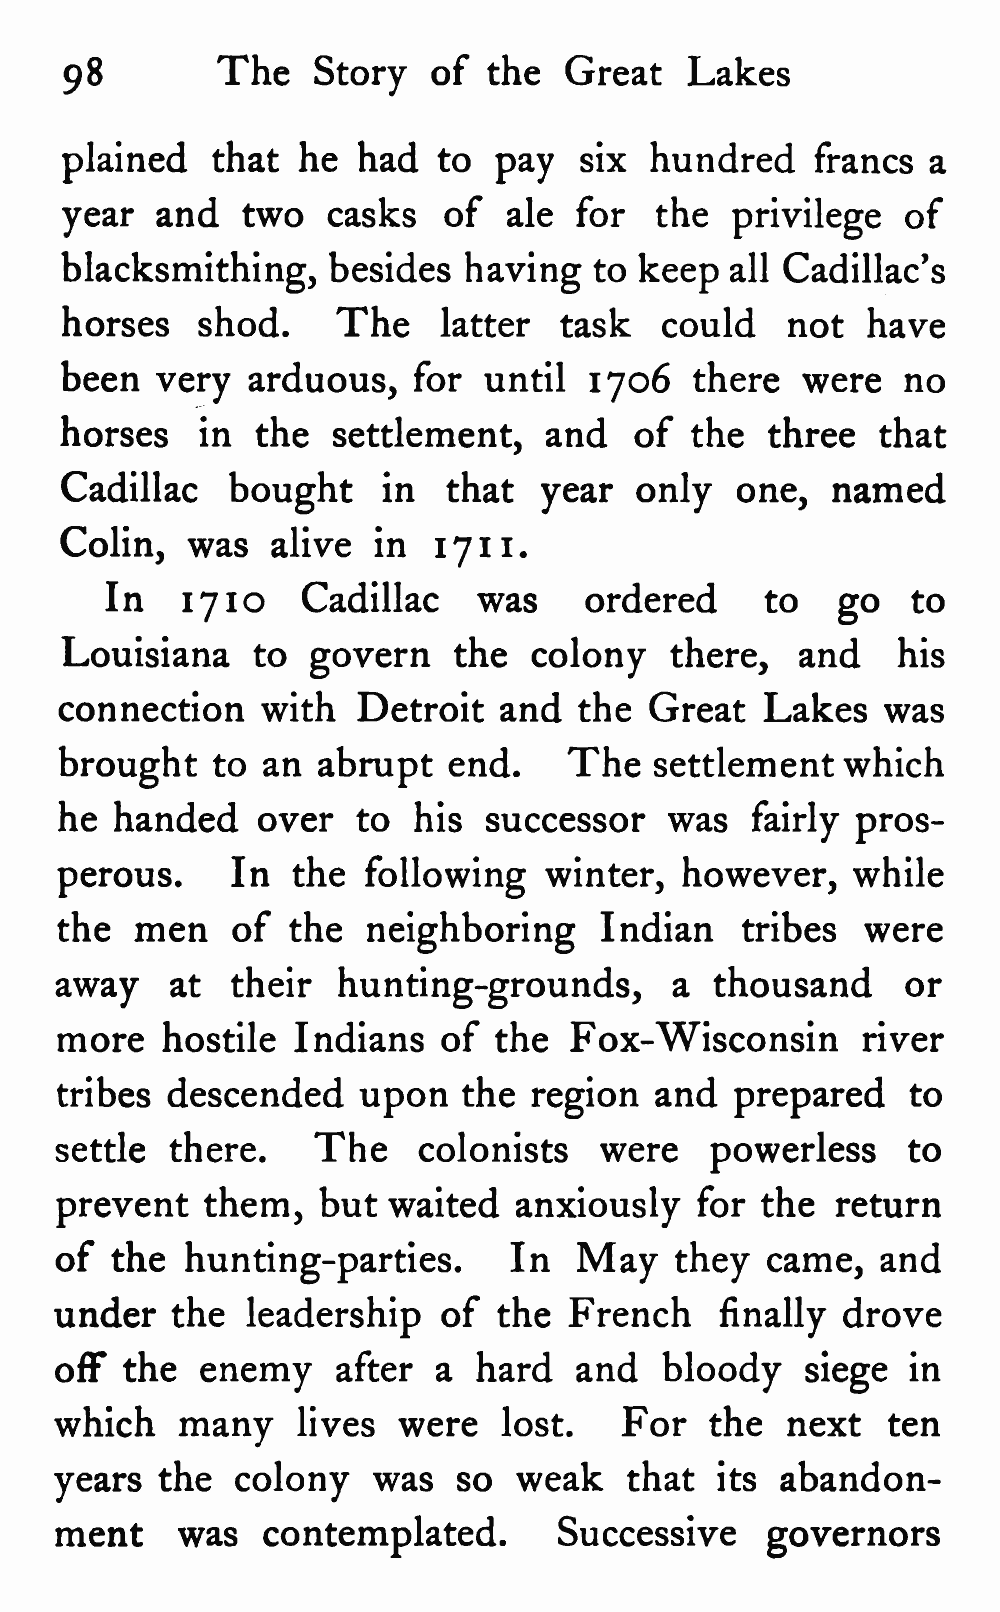 98 The Story of the Great Lakes
plained that he had to pay six hundred francs a
year and two casks of ale for the privilege of
blacksmithing, besides having to keep all Cadillac's
horses shod. The latter task could not have
been very arduous, for until 1706 there were no
horses in the settlement, and of the three that
Cadillac bought in that year only one, named
Colin, was alive in 1711.
In 1710 Cadillac was ordered to go to
Louisiana to govern the colony there, and his
connection with Detroit and the Great Lakes was
brought to an abrupt end. The settlement which
he handed over to his successor was fairly pros-
perous. In the following winter, however, while
the men of the neighboring Indian tribes were
away at their hunting-grounds, a thousand or
more hostile Indians of the Fox-Wisconsin river
tribes descended upon the region and prepared to
settle there. The colonists were powerless to
prevent them, but waited anxiously for the return
of the hunting-parties. In May they came, and
under the leadership of the French finally drove
off the enemy after a hard and bloody siege in
which many lives were lost. For the next ten
years the colony was so weak that its abandon-
ment was contemplated. Successive governors